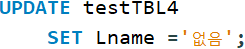 UPDATE testTBL4
SET Lname ='없음';